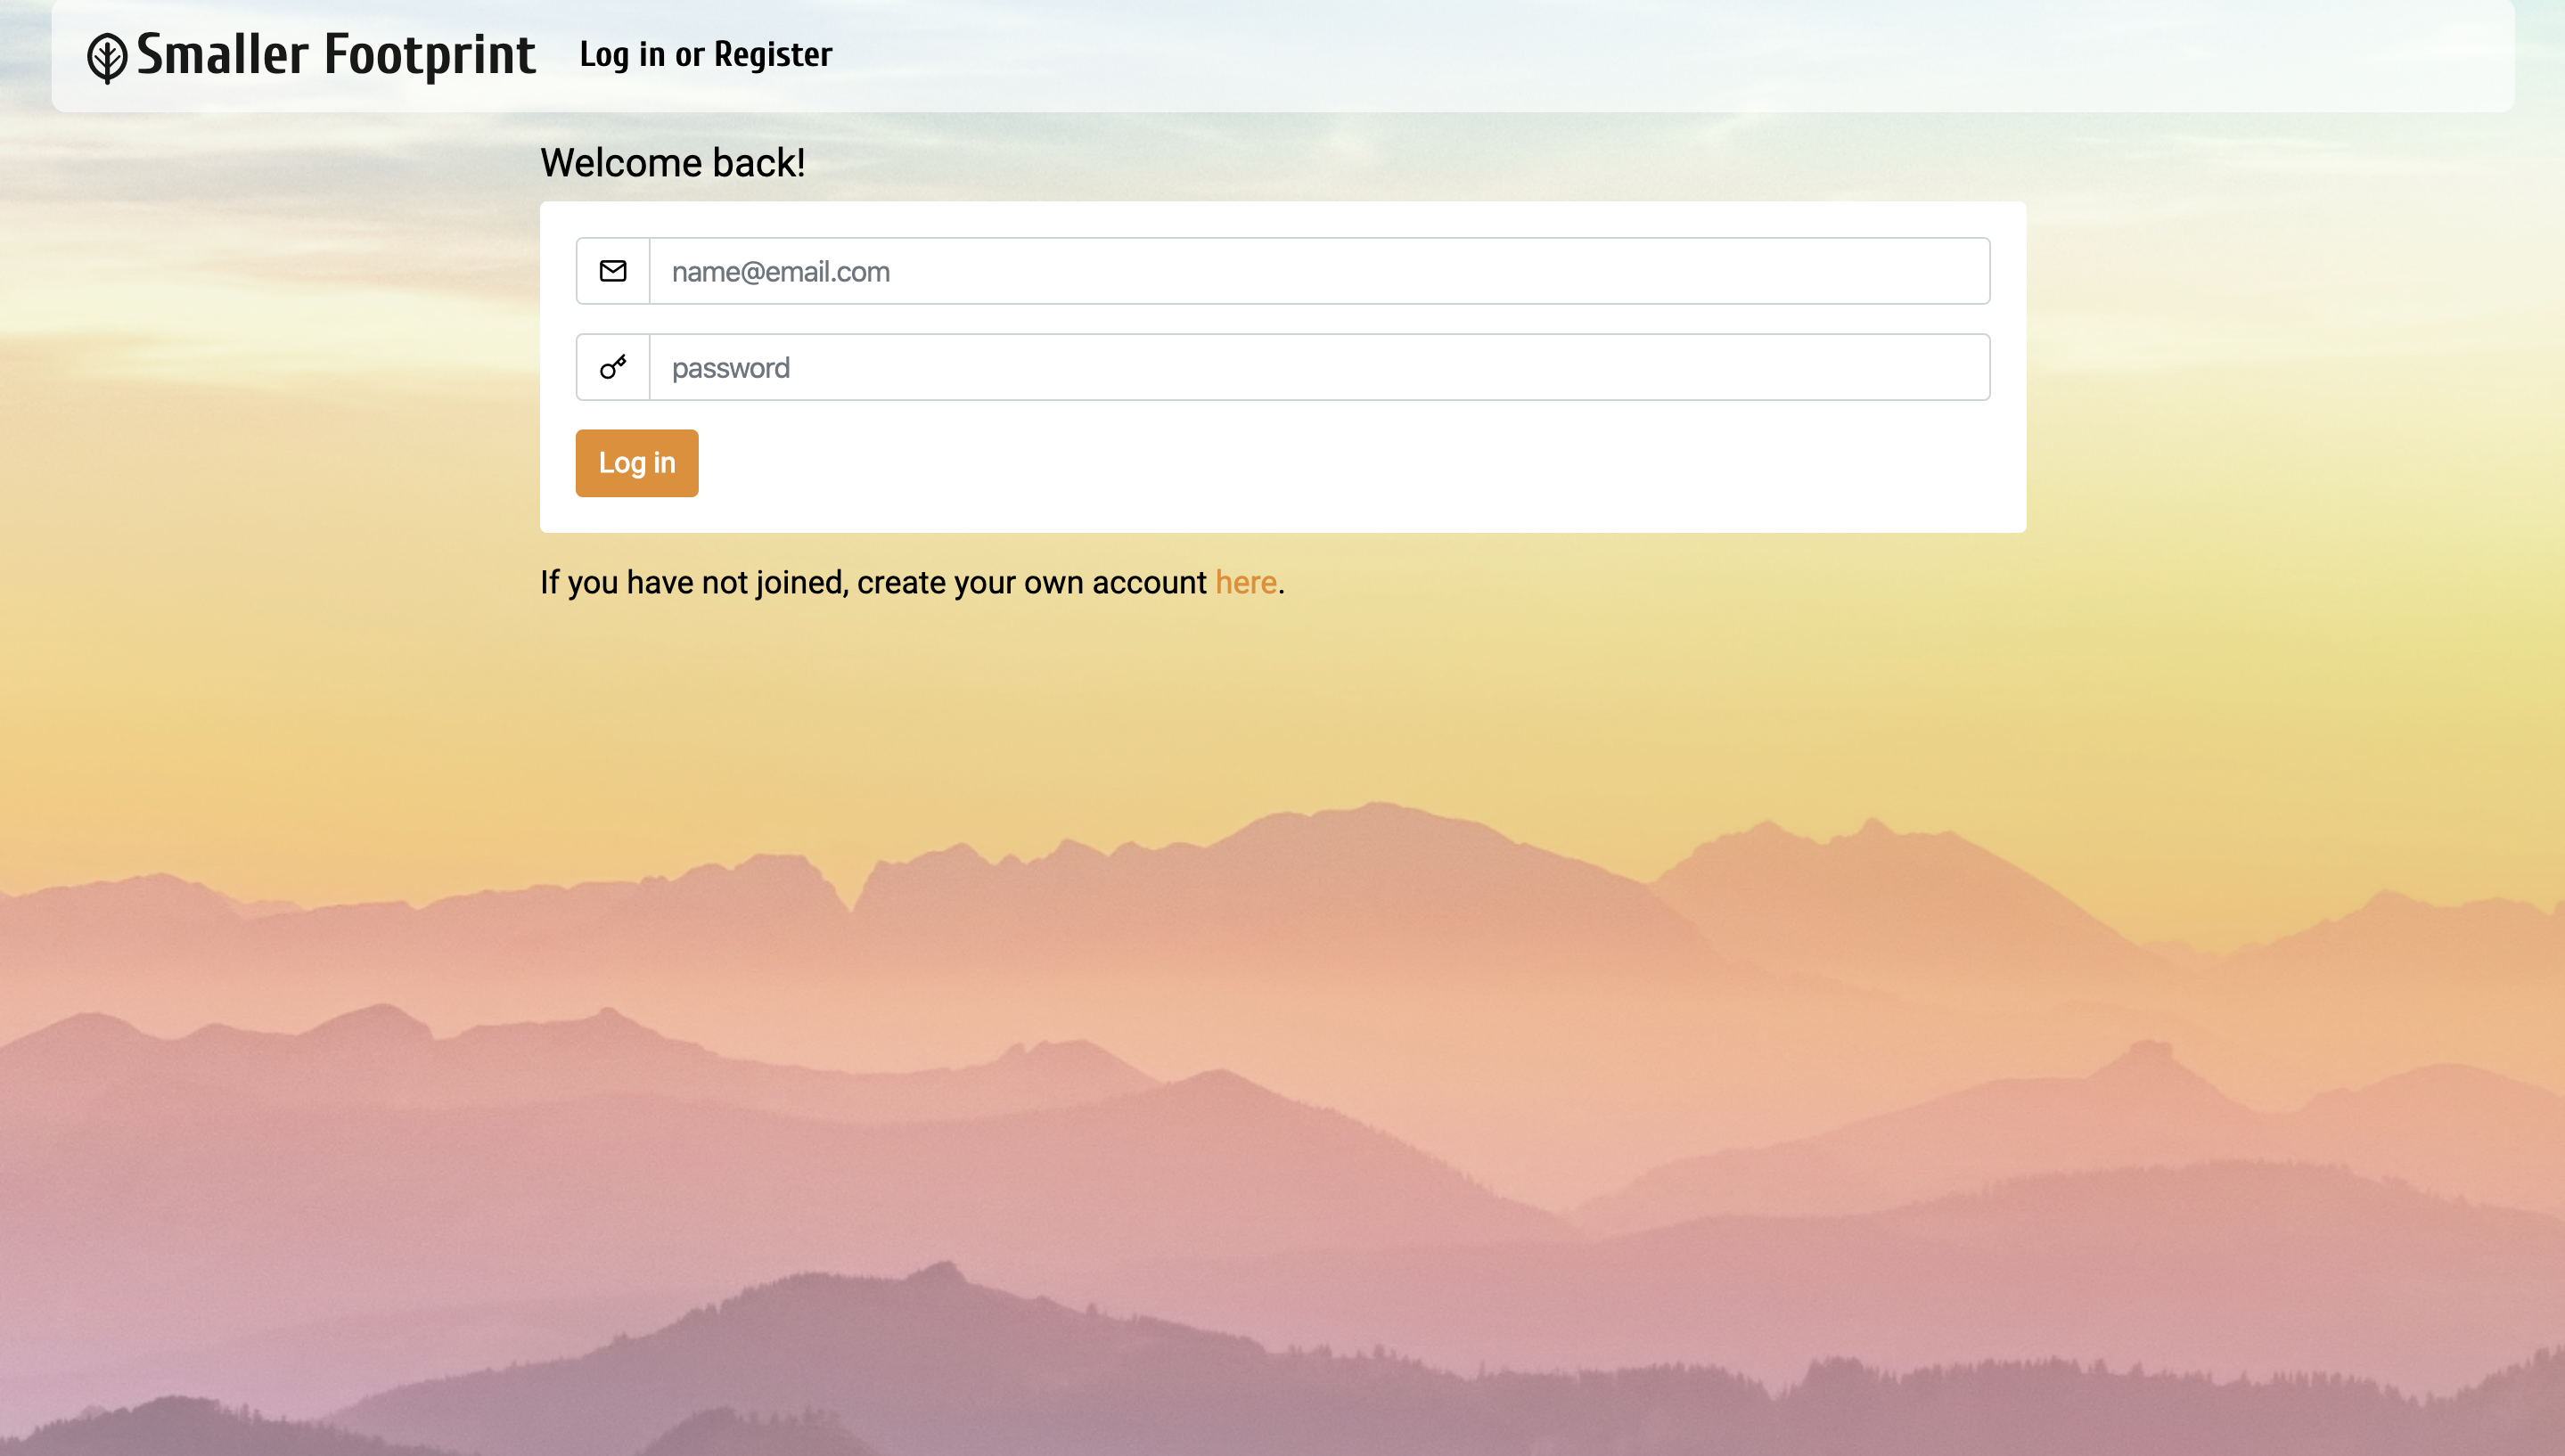 Smaller Footprint
Log in or Register
Welcome back!
name@email.com
password
Log in
If you have not joined, create your own account here.